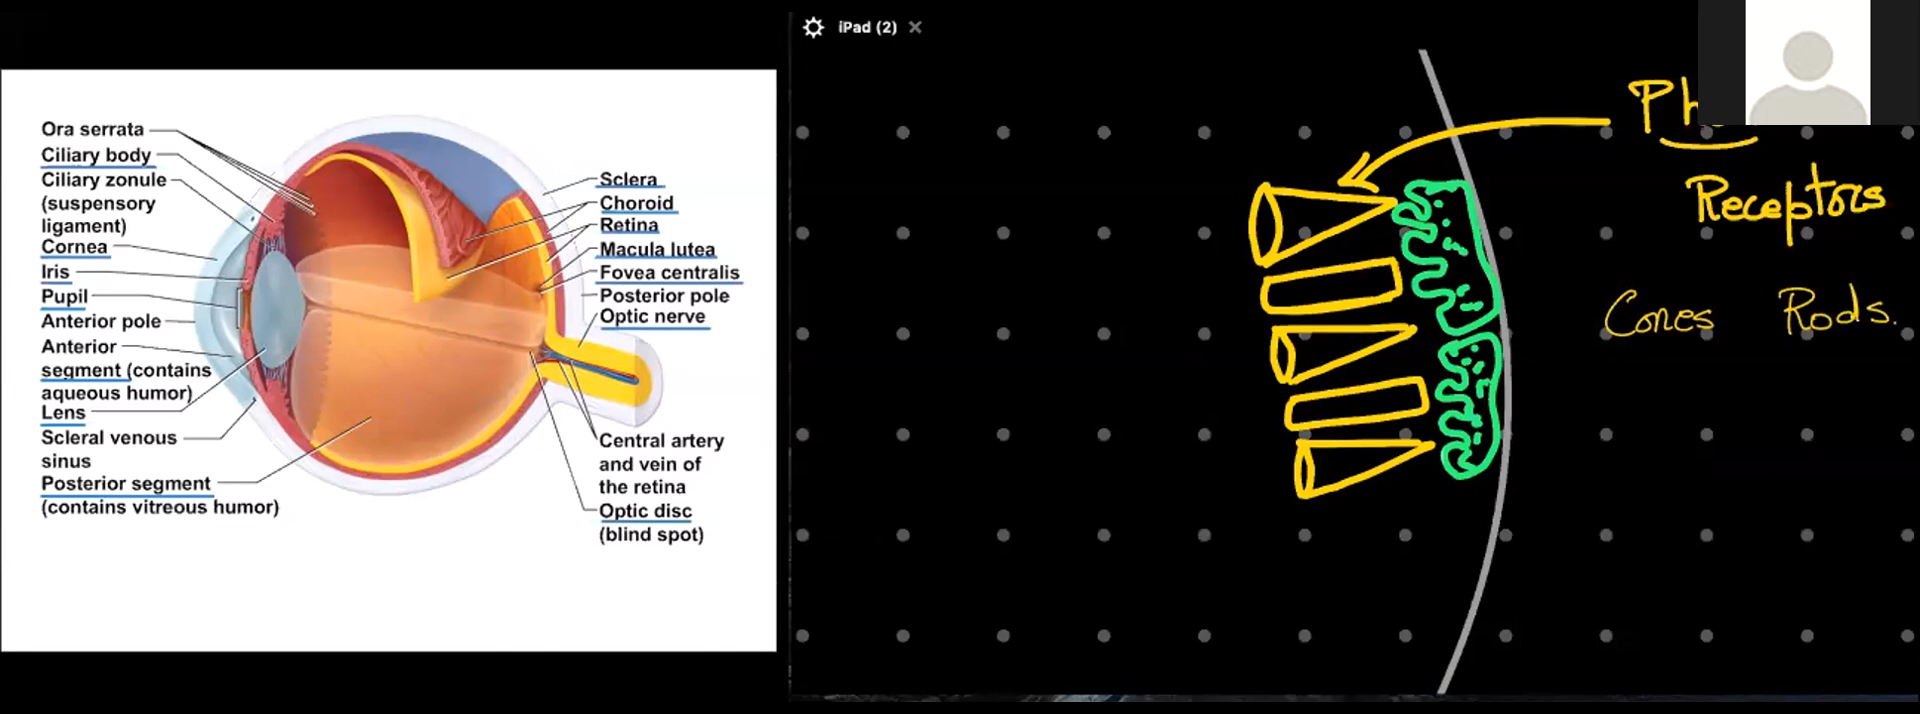 Ora serrata
Ciliary body
Ciliary zonule
(suspensory
ligament)
Cornea
Iris
Pupil
Anterior pole
Anterior
segment (contains
aqueous humor)
Lens
Scleral venous
sinus
Posterior segment
(contains vitreous humor)
Sclera
Choroid
Retina
Macula lutea
Fovea centralis
Posterior pole
Optic nerve
Central artery
and vein of
the retina
Optic disc
(blind spot)
iPad (2)
Receptors
Cones Rods.